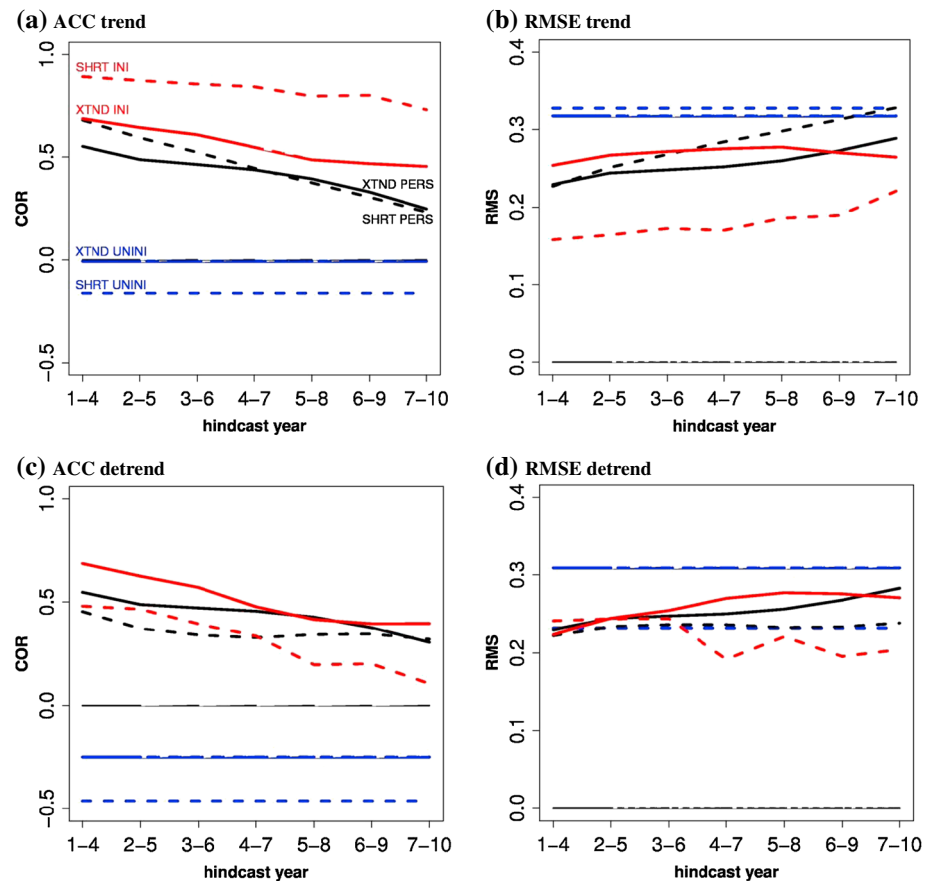 (a) ACC trend
1.0
0.5
0.0
−0.5
COR
SHRT INI
XTND INI
XTND PERS
SHRT PERS
XTND UNINI
SHRT UNINI
1−4 2−5 3−6 4−7 5−8 6−9 7−10
hindcast year
(b) RMSE trend
0.4
0.3
0.2
0.1
0.0
RMS
1−4 2−5 3−6 4−7 5−8 6−9 7−10
hindcast year
(c) ACC detrend
1.0
0.5
0.0
−0.5
COR
1−4 2−5 3−6 4−7 5−8 6−9 7−10
hindcast year
(d) RMSE detrend
0.4
0.3
0.2
0.1
0.0
RMS
1−4 2−5 3−6 4−7 5−8 6−9 7−10
hindcast year